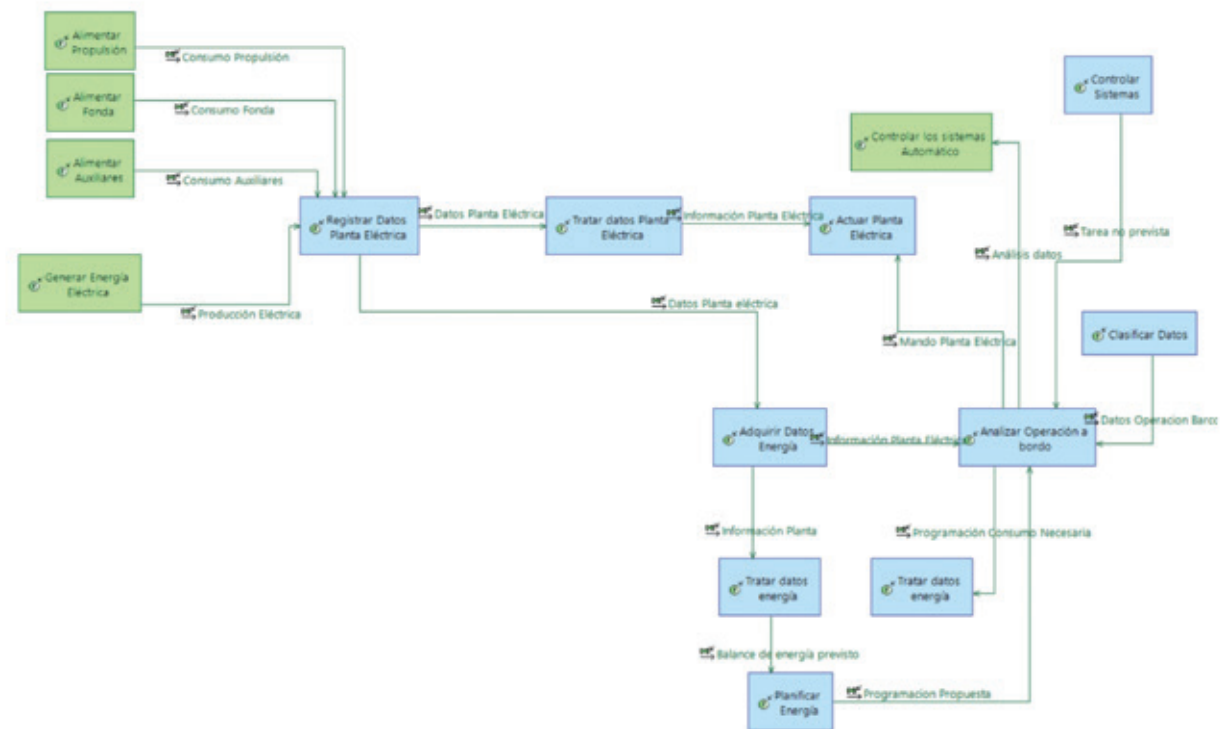 Alimentar
Propulsión
Consumo Propulsión
Alimentar
Fonda
Consumo Fonda
Alimentar
Auxiliares
Consumo Auxiliares
Controlar
Sistemas
Controlar los sistemas
Automático
Registrar Datos
Planta Eléctrica
Datos Planta Eléctrica
Tratar datos Planta
Eléctrica
Información Planta Eléctrica
Actuar Planta
Eléctrica
Tarea no prevista
Análisis datos
Generar Energía
Eléctrica
Producción Eléctrica
Datos Planta eléctrica
Mando Planta Eléctrica
Clasificar Datos
Adquirir Datos
Energía
Información Planta Eléctr
Analizar Operación a
bordo
Datos Operacion Barco
Información Planta
Programación Consumo Necesaria
Tratar datos
energía
Tratar datos
energía
Balance de energía previsto
Planificar
Energía
Programacion Propuesta